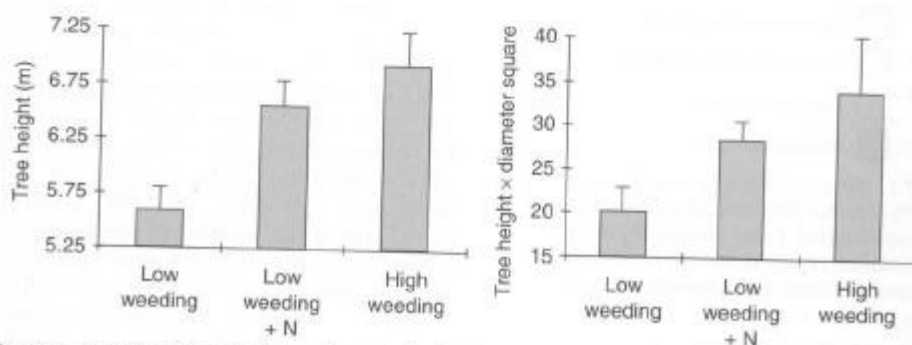 Tree height (m)
7.25
6.75
6.25
5.75
5.25
Low
weeding
Low
weeding
+ N
High
weeding
Tree height × diameter square
40
35
30
25
20
15
Low
weeding
Low
weeding
+ N
High
weeding